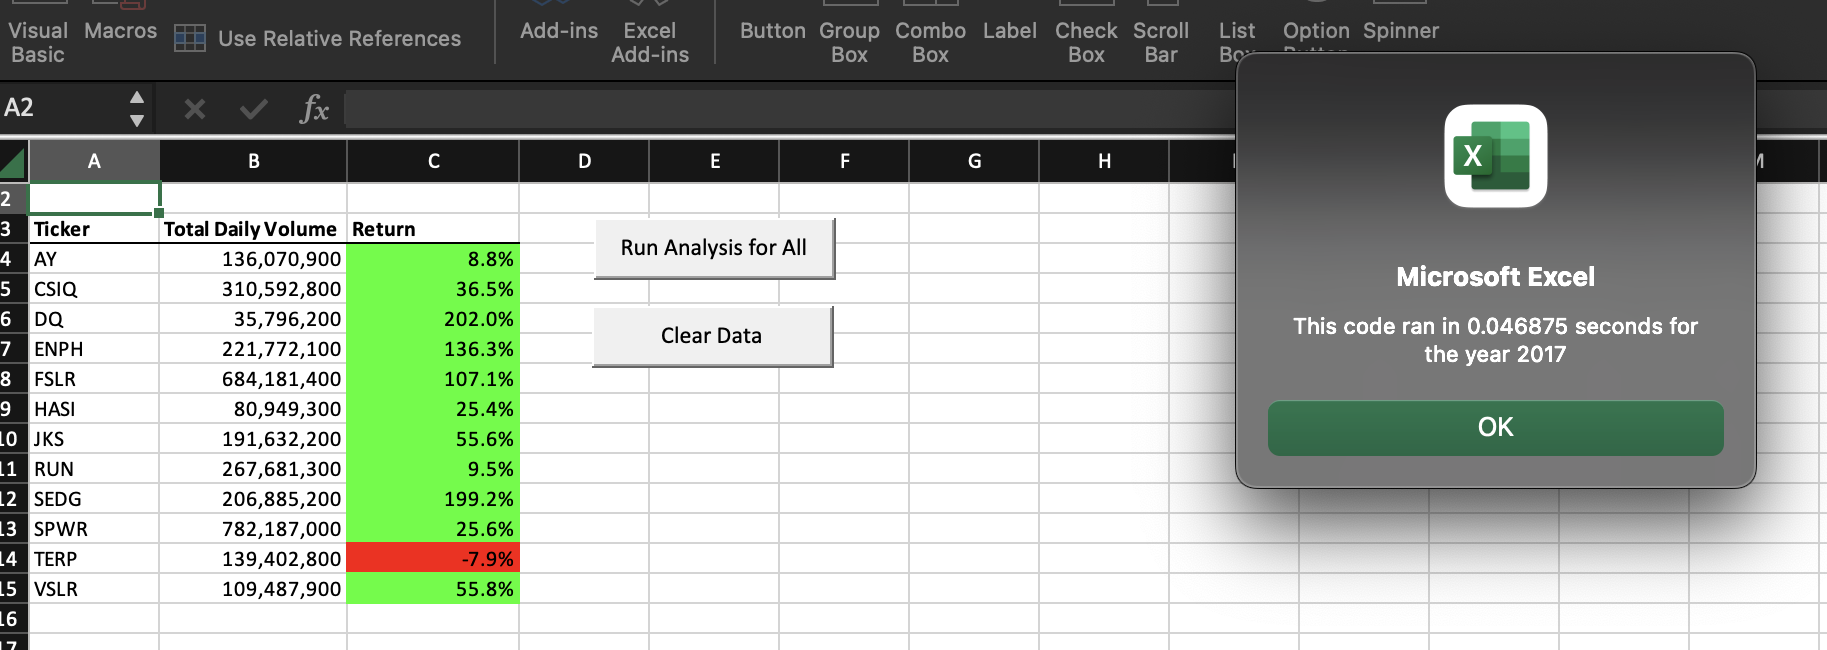 Visual Basic
Macros
Use Relative References
Add-ins
Excel Add-ins
Button
Group Box
Combo Box
Label
Check Box
Scroll Bar
List
Option
Spinner
A2
fx
A B C D E F G H
2
3 Ticker Total Daily Volume Return
4 AY 136,070,900 8.8%
5 CSIQ 310,592,800 36.5%
6 DQ 35,796,200 202.0%
7 ENPH 221,772,100 136.3%
8 FSLR 684,181,400 107.1%
9 HASI 80,949,300 25.4%
10 JKS 191,632,200 55.6%
11 RUN 267,681,300 9.5%
12 SEDG 206,885,200 199.2%
13 SPWR 782,187,000 25.6%
14 TERP 139,402,800 -7.9%
15 VSLR 109,487,900 55.8%
16
17
Run Analysis for All
Clear Data
X
Microsoft Excel
This code ran in 0.046875 seconds for
the year 2017
OK